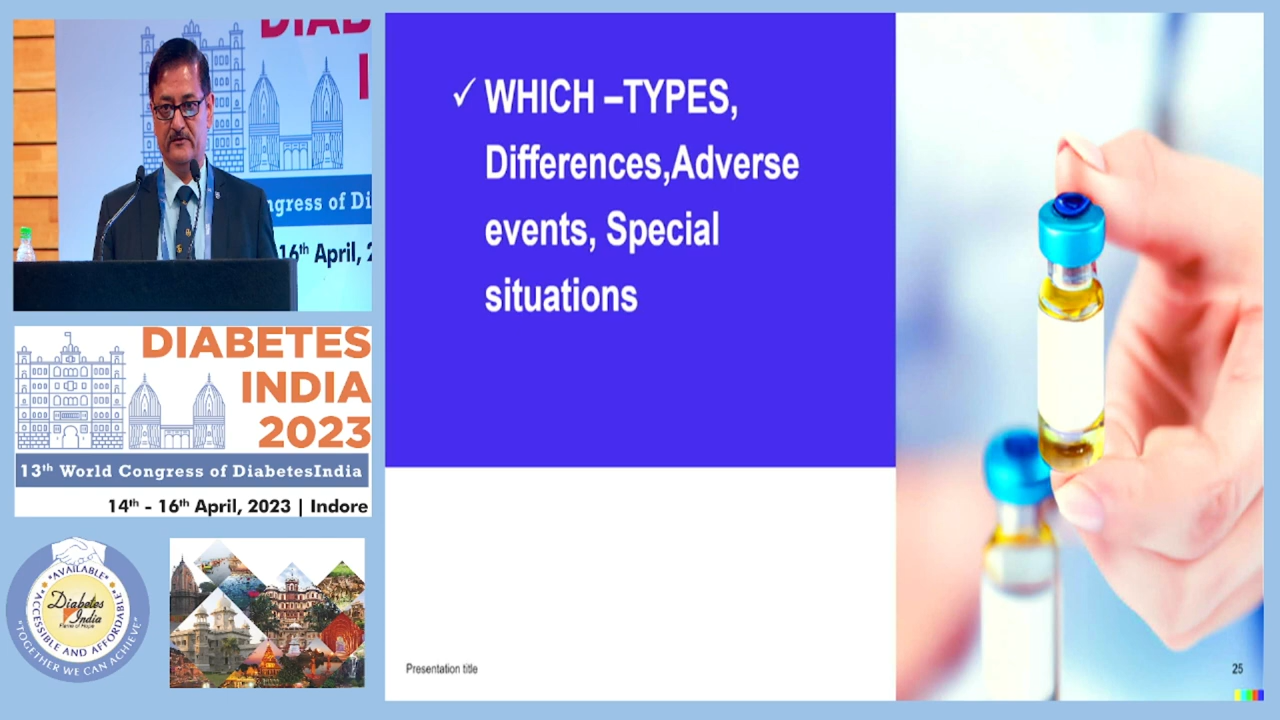 DIAB
I
ngress of Di
16th April, 2
DIABETES
INDIA
2023
13th World Congress of DiabetesIndia
14th - 16th April, 2023 | Indore
"AVAILABLE"
"ACCESSIBLE AND AFFORDABLE"
Diabetes
India
"TOGETHER WE CAN ACHIEVE"
✓ WHICH –TYPES,
Differences,Adverse
events, Special
situations
Presentation title
25